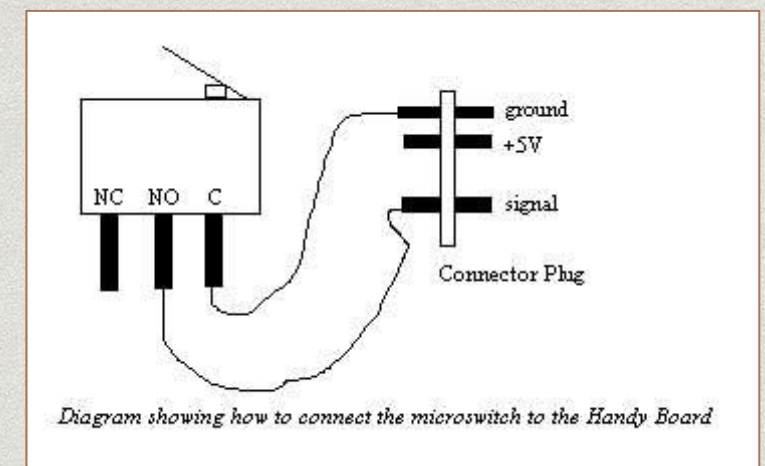 ground
+5V
NC NO C
signal
Connector Plug
Diagram showing how to connect the microswitch to the Handy Board